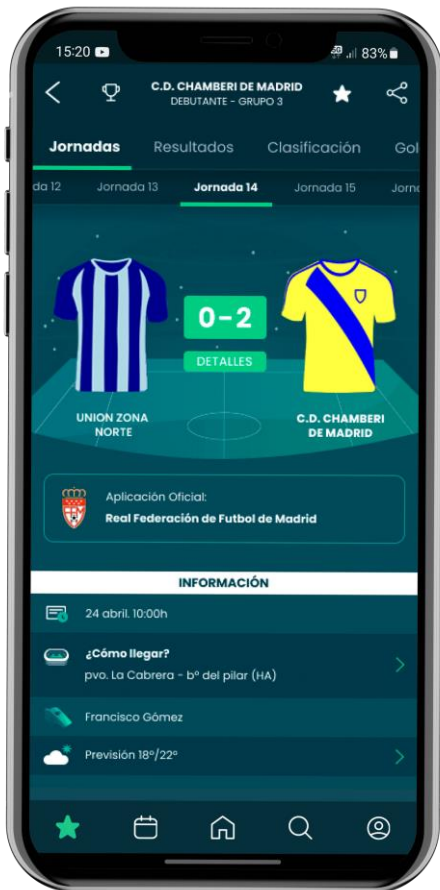 15:20
83%
C.D. CHAMBERI DE MADRID
DEBUTANTE - GRUPO 3
Jornadas Resultados Clasificación Gol
da 12 Jornada 13 Jornada 14 Jornada 15 Jorna
0-2
DETALLES
UNION ZONA
NORTE
C.D. CHAMBERI
DE MADRID
Aplicación Oficial:
Real Federación de Futbol de Madrid
INFORMACIÓN
24 abril. 10:00h
¿Cómo llegar?
pvo. La Cabrera - bº del pilar (HA)
Francisco Gómez
Previsión 18º/22º